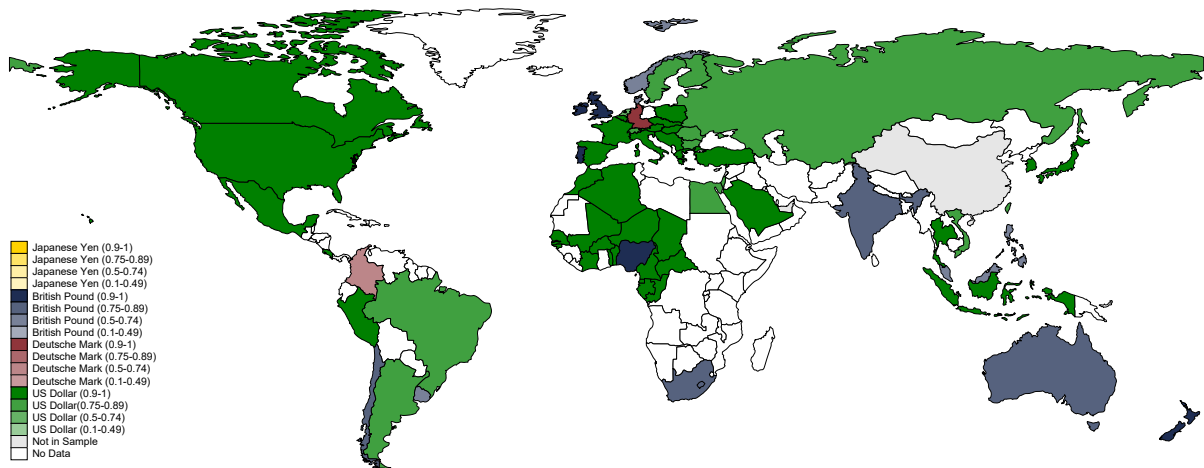 Japanese Yen (0.9-1)
Japanese Yen (0.75-0.89)
Japanese Yen (0.5-0.74)
Japanese Yen (0.1-0.49)
British Pound (0.9-1)
British Pound (0.75-0.89)
British Pound (0.5-0.74)
British Pound (0.1-0.49)
Deutsche Mark (0.9-1)
Deutsche Mark (0.75-0.89)
Deutsche Mark (0.5-0.74)
Deutsche Mark (0.1-0.49)
US Dollar (0.9-1)
US Dollar(0.75-0.89)
US Dollar (0.5-0.74)
US Dollar (0.1-0.49)
Not in Sample
No Data